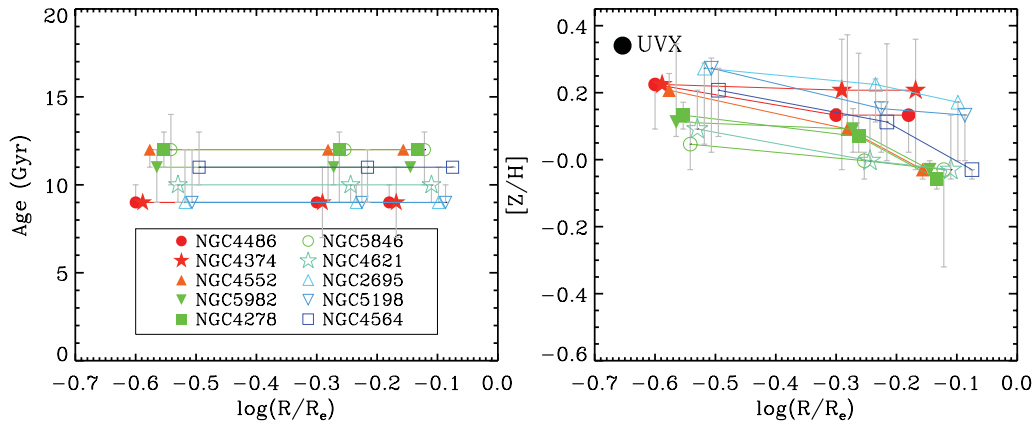 20
15
10
5
0
Age (Gyr)
NGC4486 NGC5846
NGC4374 NGC4621
NGC4552 NGC2695
NGC5982 NGC5198
NGC4278 NGC4564
-0.7 -0.6 -0.5 -0.4 -0.3 -0.2 -0.1 0.0
log(R/Re)
UVX
0.4
0.2
-0.0
-0.2
-0.4
-0.6
[Z/H]
-0.7 -0.6 -0.5 -0.4 -0.3 -0.2 -0.1 0.0
log(R/Re)